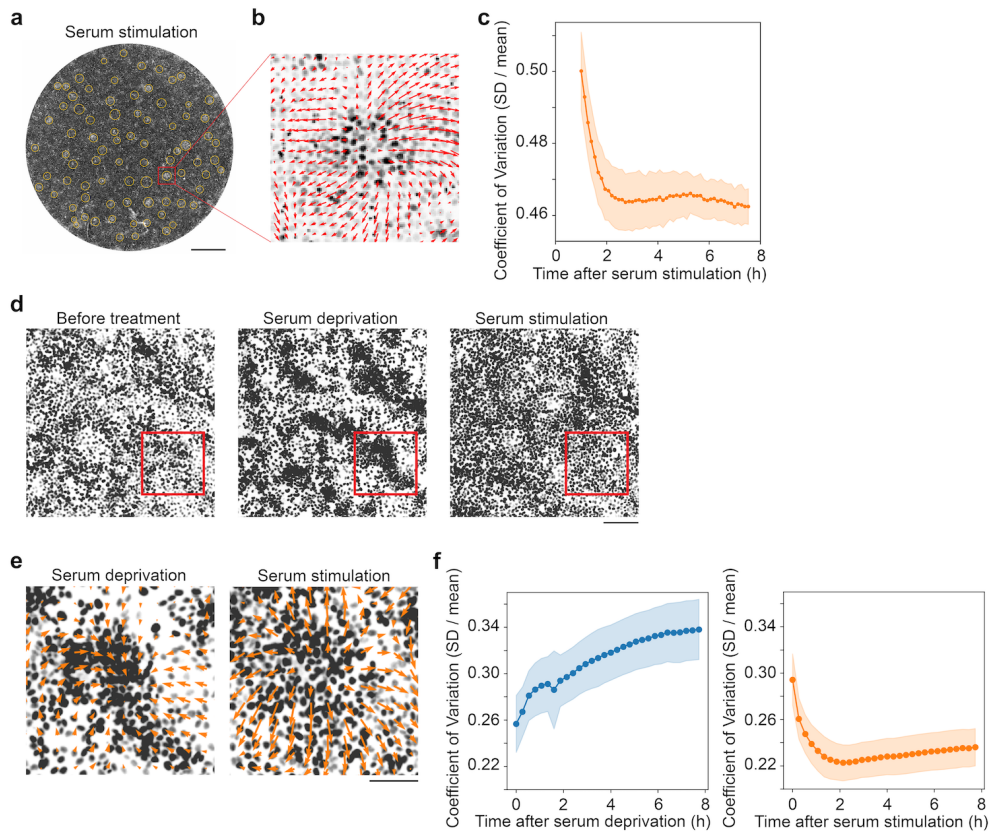 a
Serum stimulation
b
c
Coefficient of Variation (SD / mean)
0.50
0.48
0.46
0
2
4
6
8
Time after serum stimulation (h)
d
Before treatment
Serum deprivation
Serum stimulation
e
Serum deprivation
Serum stimulation
f
Coefficient of Variation (SD / mean)
0.34
0.30
0.26
0.22
0
2
4
6
8
Time after serum deprivation (h)
Coefficient of Variation (SD / mean)
0.34
0.30
0.26
0.22
0
2
4
6
8
Time after serum stimulation (h)